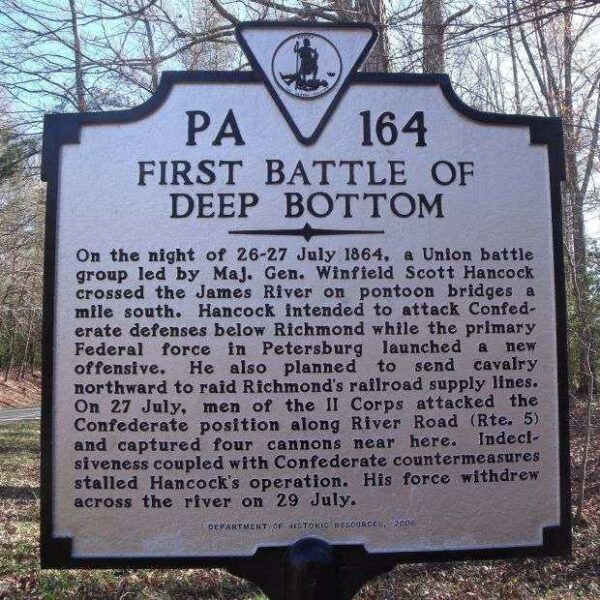 PA 164
FIRST BATTLE OF
DEEP BOTTOM
On the night of 26-27 July 1864, a Union battle
group led by Maj. Gen. Winfield Scott Hancock
crossed the James River on pontoon bridges a
mile south. Hancock intended to attack Confed-
erate defenses below Richmond while the primary
Federal force in Petersburg launched a new
offensive. He also planned to send cavalry
northward to raid Richmond's railroad supply lines.
On 27 July, men of the II Corps attacked the
Confederate position along River Road (Rte. 5)
and captured four cannons near here. Indeci-
siveness coupled with Confederate countermeasures
stalled Hancock's operation. His force withdrew
across the river on 29 July.
DEPARTMENT OF HISTORIC RESOURCES, 2006